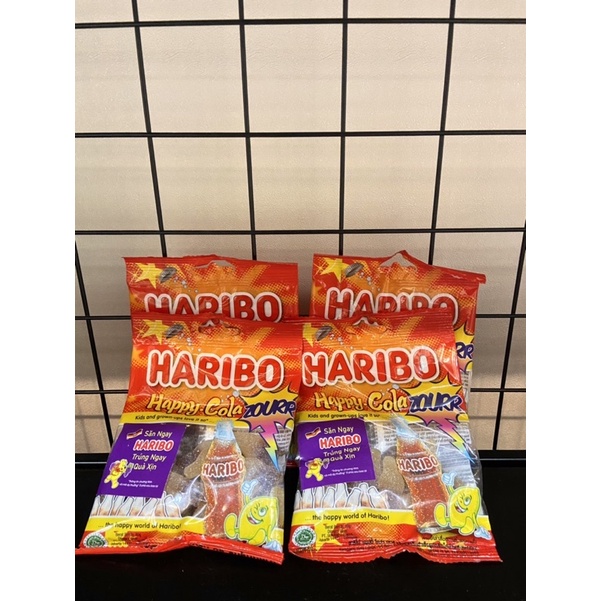 HARIBO
HARIBO
HARIBO
Happy Cola
ZOURR
Kids and grown-ups love it so
Săn Ngay
HARIBO
Trúng Ngay
Quà Xịn
HARIBO
...the happy world of Haribo!
HARIBO
Happy Cola
ZOURR
Kids and grown-ups love it so
Săn Ngay
HARIBO
Trúng Ngay
Quà Xịn
HARIBO
...the happy world of Haribo!